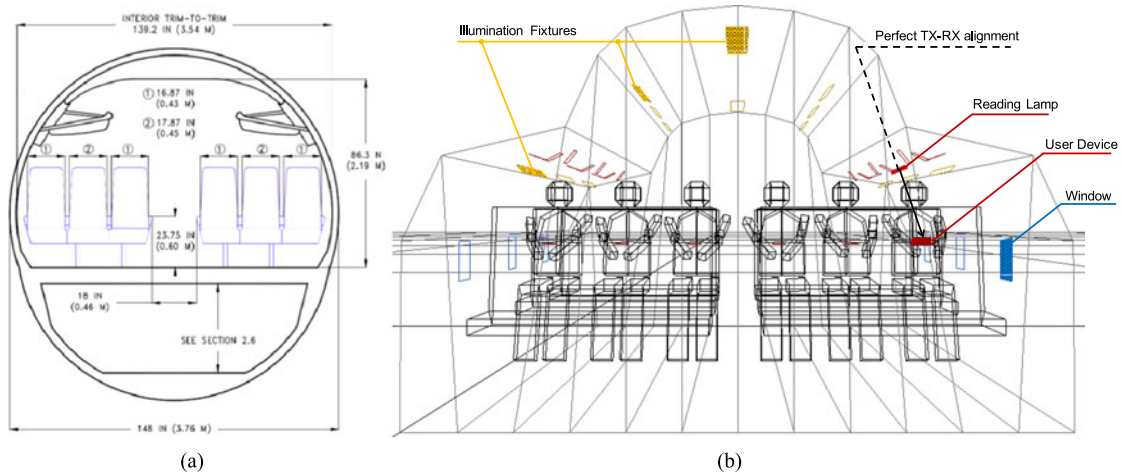 INTERIOR TRIM-TO-TRIM
139.2 IN (3.54 M)
① 16.87 IN
(0.43 M)
② 17.87 IN
(0.45 M)
① ② ① ① ② ①
86.3 IN
(2.19 M)
23.75 IN
(0.60 M)
18 IN
(0.46 M)
SEE SECTION 2.6
148 IN (3.76 M)
(a)
Illumination Fixtures
Perfect TX-RX alignment
Reading Lamp
User Device
Window
(b)